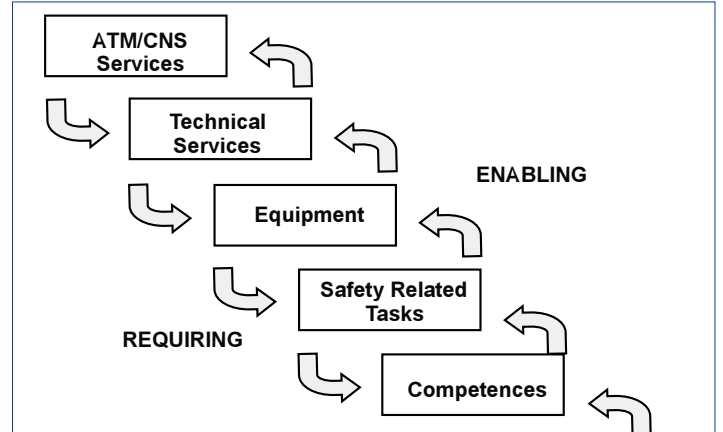 ATM/CNS
Services
Technical
Services
ENABLING
Equipment
Safety Related
Tasks
REQUIRING
Competences